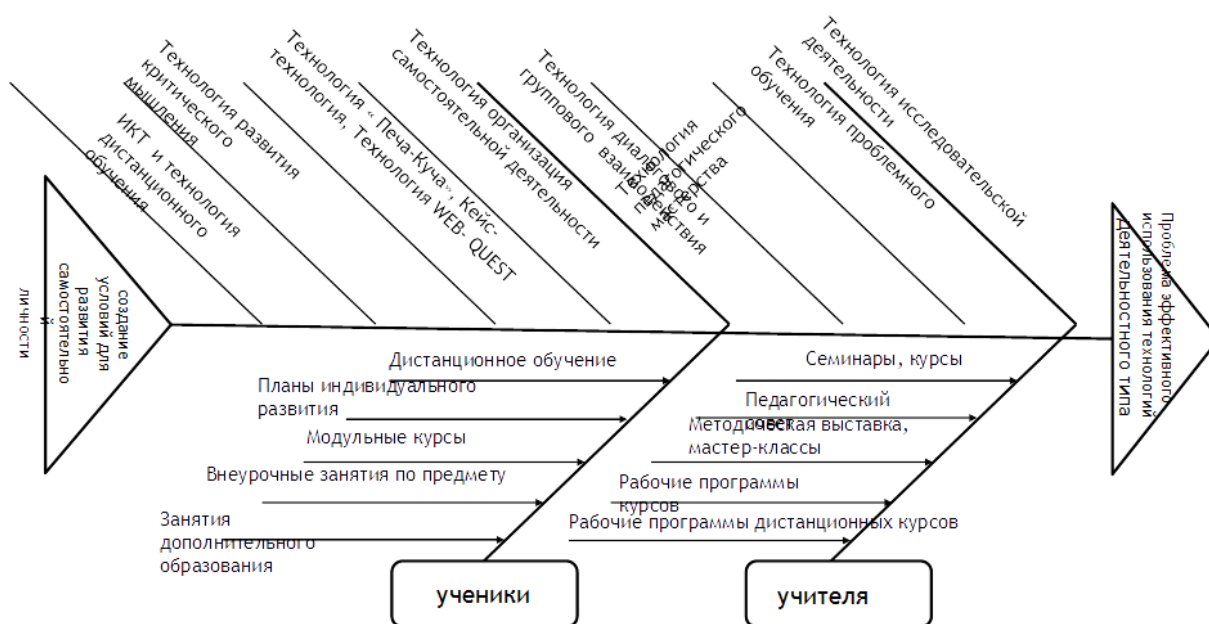 Технология развития
критического
мышления
ИКТ и технология
дистанционного
обучения
Технология « Печа-Куча», Кейс-
технология, Технология WEB- QUEST
Технология организация
самостоятельной деятельности
Технология диалогового и
группового взаимодействия
Технология
педагогического
мастерства
Технология исследовательской
деятельности
Технология проблемного
обучения
создание
условий для
развития
самостоятельно
й
личности
Проблема эффективного
использования технологий
деятельностного типа
Дистанционное обучение
Планы индивидуального
развития
Модульные курсы
Внеурочные занятия по предмету
Занятия
дополнительного
образования
ученики
Семинары, курсы
Педагогический
совет
Методическая выставка,
мастер-классы
Рабочие программы
курсов
Рабочие программы дистанционных курсов
учителя